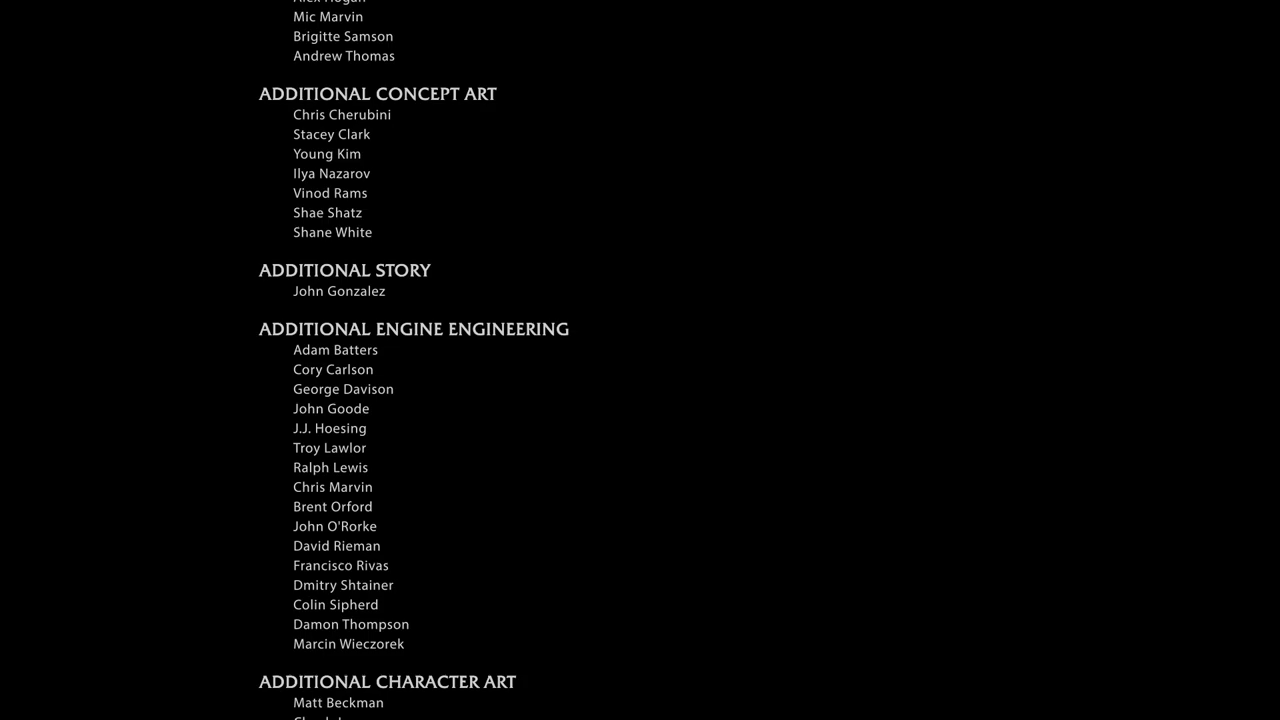 Mic Marvin
Brigitte Samson
Andrew Thomas
ADDITIONAL CONCEPT ART
Chris Cherubini
Stacey Clark
Young Kim
Ilya Nazarov
Vinod Rams
Shae Shatz
Shane White
ADDITIONAL STORY
John Gonzalez
ADDITIONAL ENGINE ENGINEERING
Adam Batters
Cory Carlson
George Davison
John Goode
J.J. Hoesing
Troy Lawlor
Ralph Lewis
Chris Marvin
Brent Orford
John O'Rorke
David Rieman
Francisco Rivas
Dmitry Shtainer
Colin Sipherd
Damon Thompson
Marcin Wieczorek
ADDITIONAL CHARACTER ART
Matt Beckman